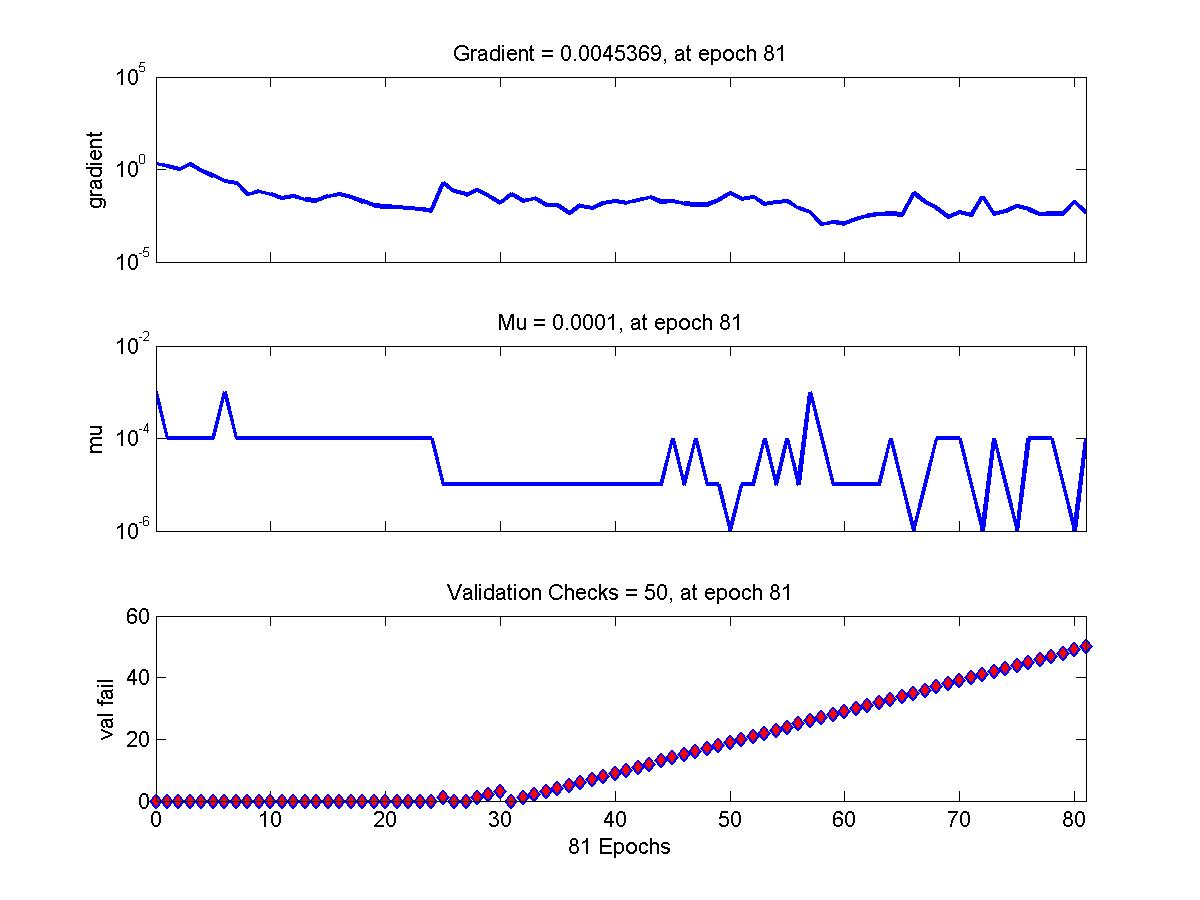 Gradient = 0.0045369, at epoch 81
10^5
10^0
10^-5
gradient
Mu = 0.0001, at epoch 81
10^-2
10^-4
10^-6
mu
Validation Checks = 50, at epoch 81
60
40
20
0
val fail
0 10 20 30 40 50 60 70 80
81 Epochs